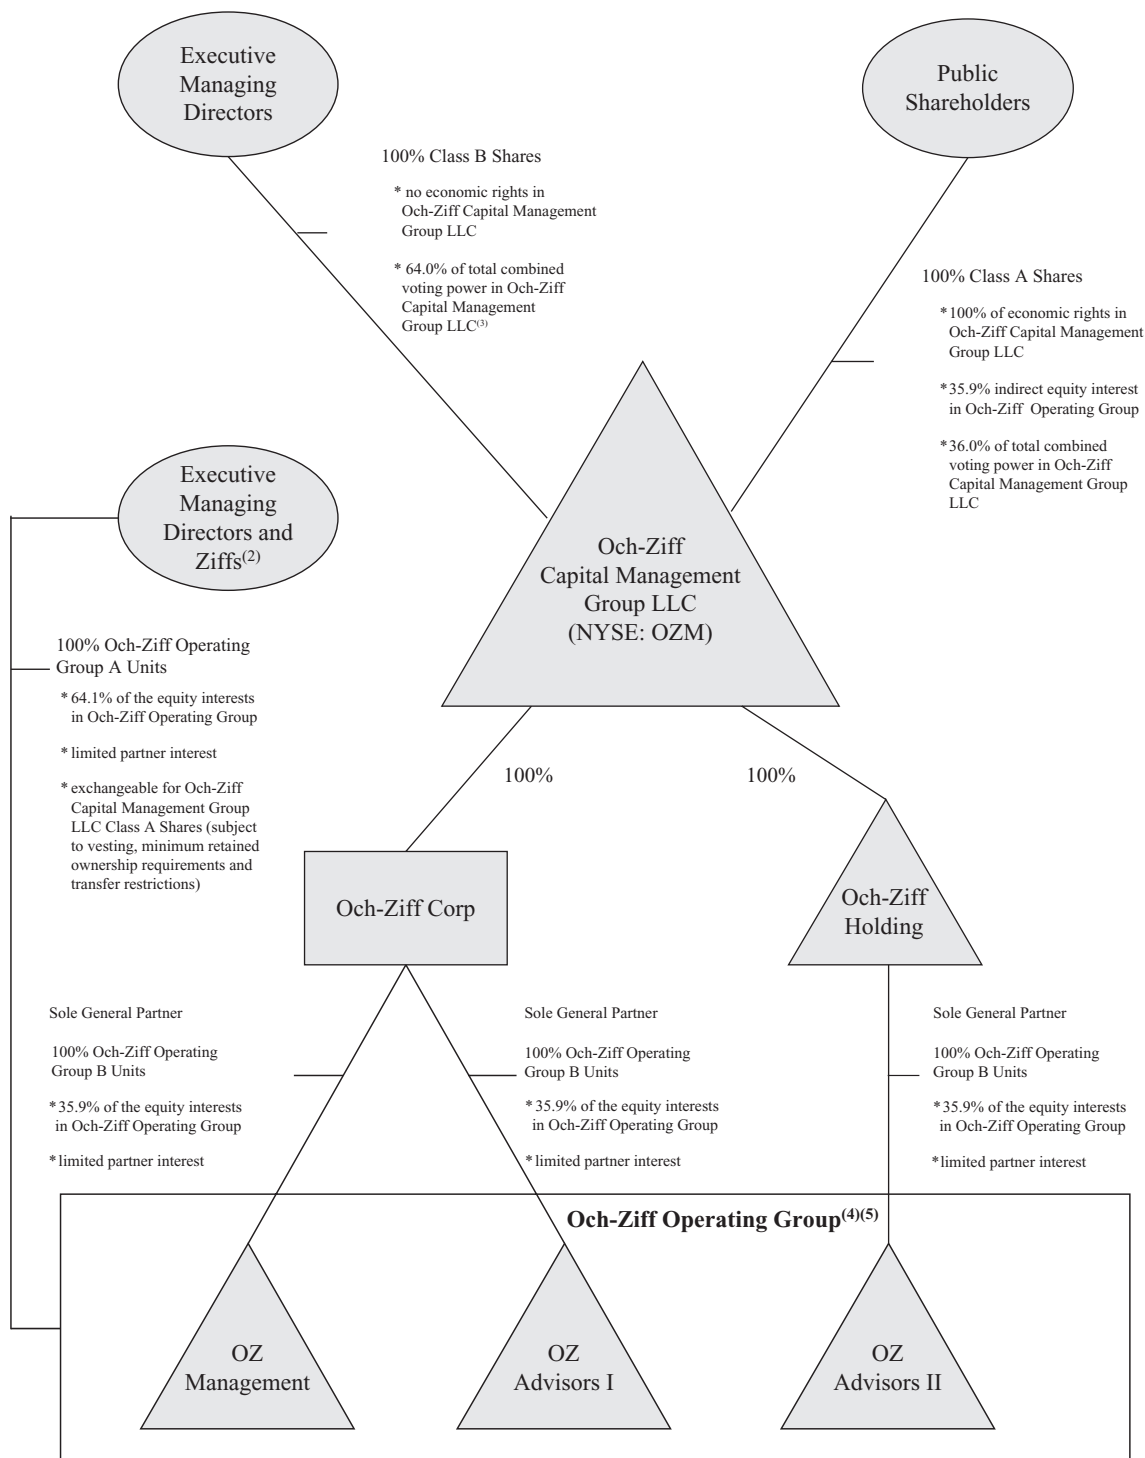 Executive
Managing
Directors
Public
Shareholders
100% Class B Shares
* no economic rights in
Och-Ziff Capital Management
Group LLC
* 64.0% of total combined
voting power in Och-Ziff
Capital Management
Group LLC(3)
100% Class A Shares
*100% of economic rights in
Och-Ziff Capital Management
Group LLC
*35.9% indirect equity interest
in Och-Ziff Operating Group
*36.0% of total combined
voting power in Och-Ziff
Capital Management Group
LLC
Executive
Managing
Directors and
Ziffs(2)
Och-Ziff
Capital Management
Group LLC
(NYSE: OZM)
100% Och-Ziff Operating
Group A Units
* 64.1% of the equity interests
in Och-Ziff Operating Group
* limited partner interest
* exchangeable for Och-Ziff
Capital Management Group
LLC Class A Shares (subject
to vesting, minimum retained
ownership requirements and
transfer restrictions)
100%
100%
Och-Ziff Corp
Och-Ziff
Holding
Sole General Partner
100% Och-Ziff Operating
Group B Units
*35.9% of the equity interests
in Och-Ziff Operating Group
*limited partner interest
Sole General Partner
100% Och-Ziff Operating
Group B Units
*35.9% of the equity interests
in Och-Ziff Operating Group
*limited partner interest
Sole General Partner
100% Och-Ziff Operating
Group B Units
*35.9% of the equity interests
in Och-Ziff Operating Group
*limited partner interest
Och-Ziff Operating Group(4)(5)
OZ
Management
OZ
Advisors I
OZ
Advisors II